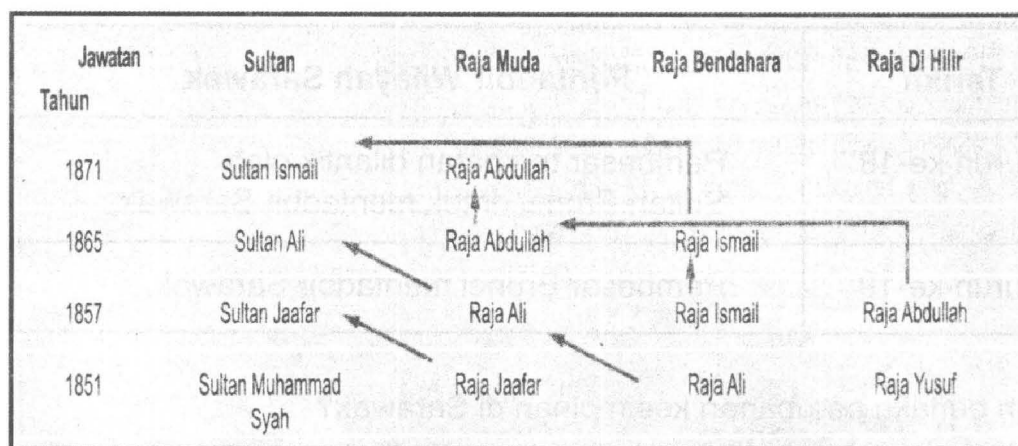 Jawatan Sultan Raja Muda Raja Bendahara Raja Di Hilir
Tahun
1871 Sultan Ismail Raja Abdullah
1865 Sultan Ali Raja Abdullah Raja Ismail
1857 Sultan Jaafar Raja Ali Raja Ismail Raja Abdullah
1851 Sultan Muhammad Raja Jaafar Raja Ali Raja Yusuf
Syah